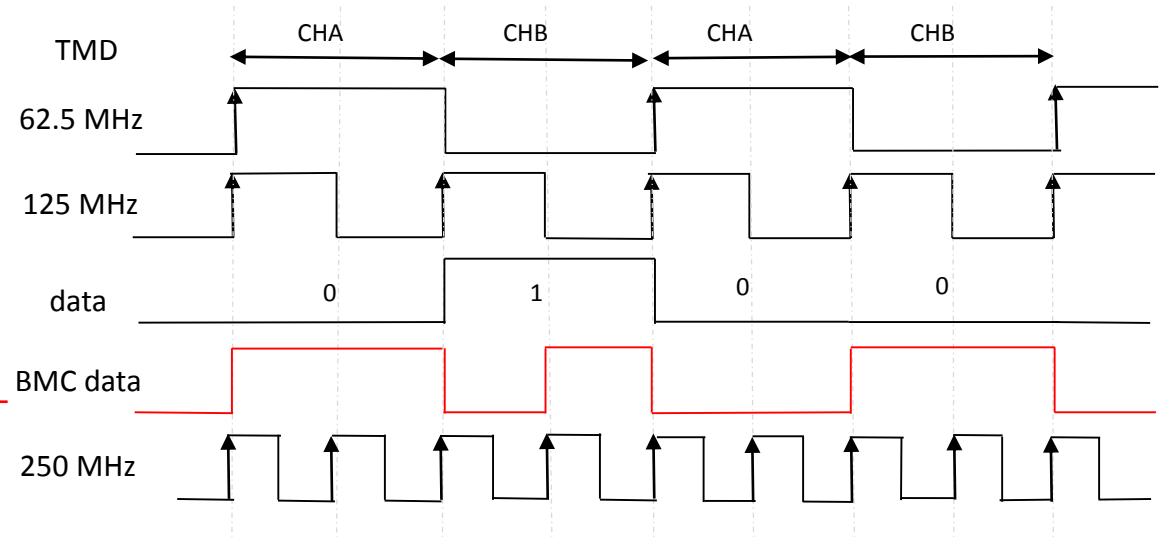 TMD CHA CHB CHA CHB
62.5 MHz
125 MHz
data 0 1 0 0
BMC data
250 MHz